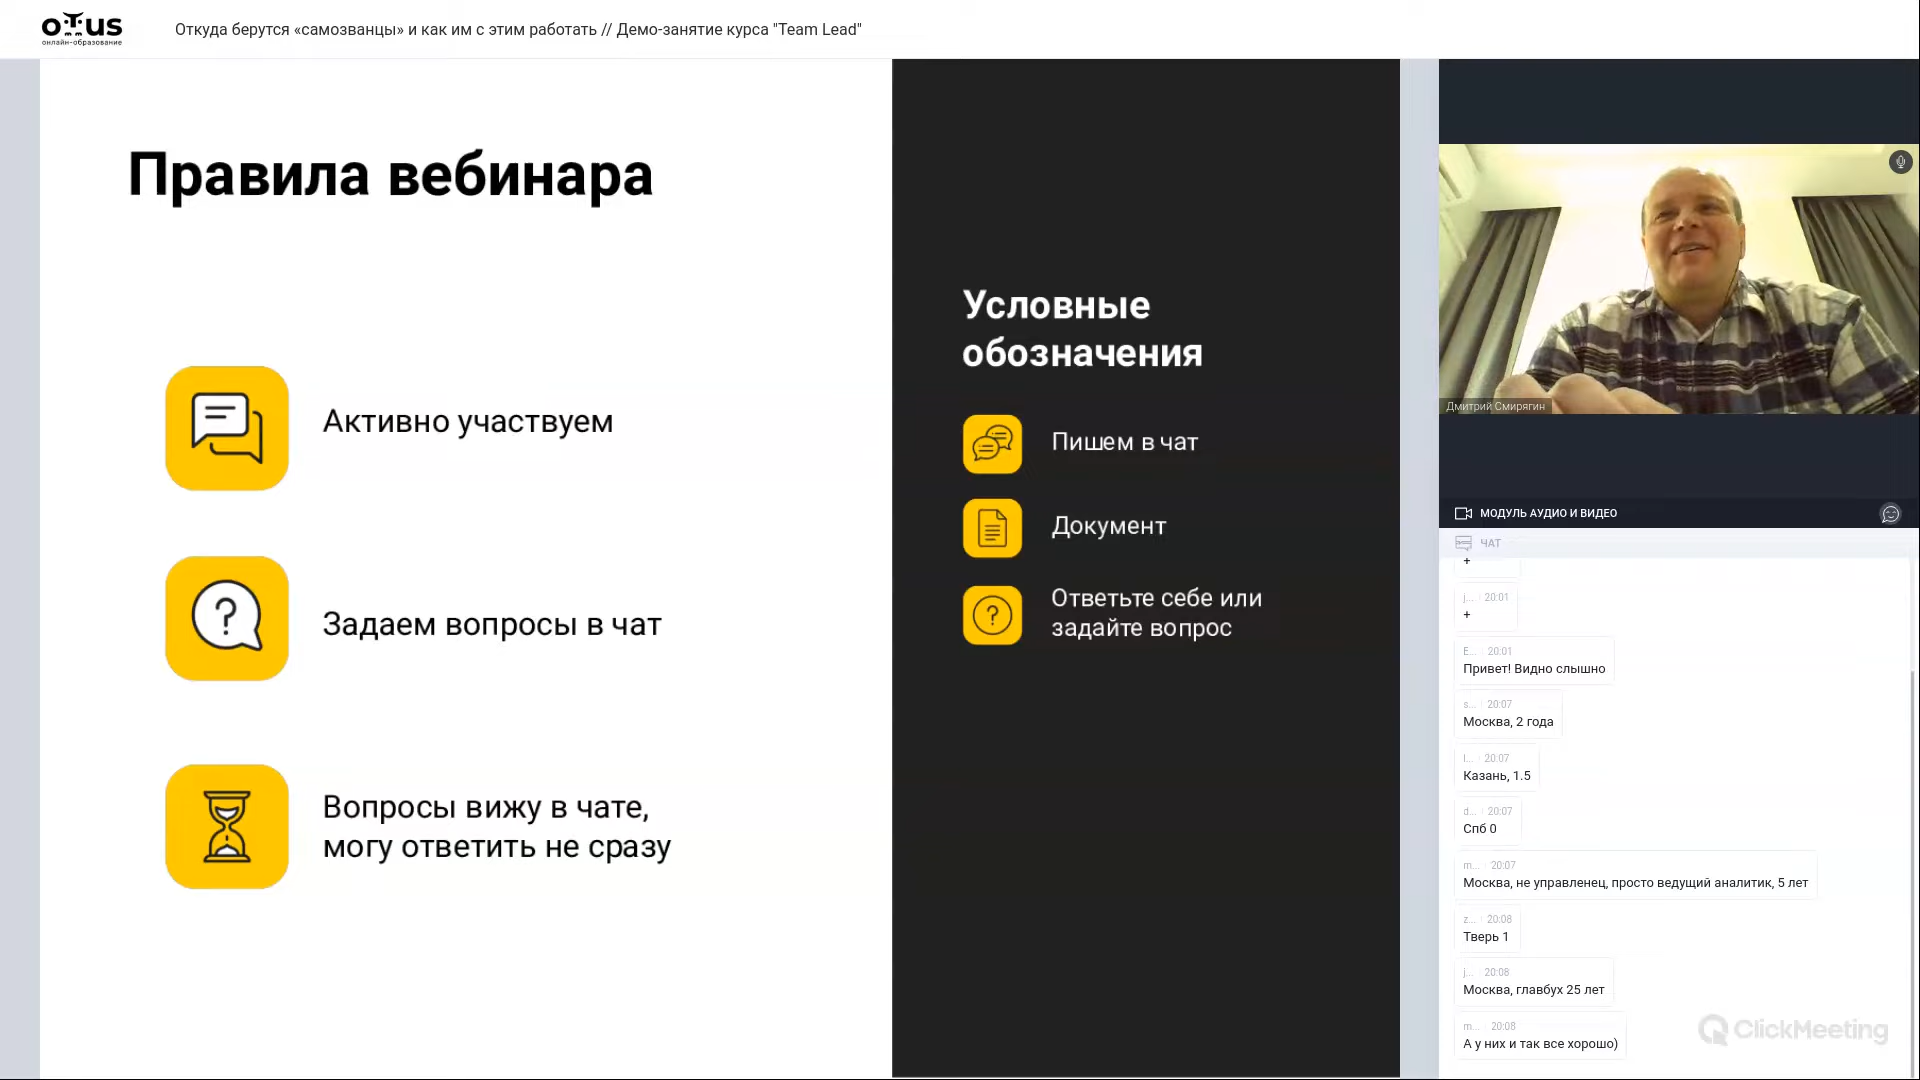 OTUS
онлайн-образование
Откуда берутся «самозванцы» и как им с этим работать // Демо-занятие курса "Team Lead"
Правила вебинара
Активно участвуем
Задаем вопросы в чат
Вопросы вижу в чате,
могу ответить не сразу
Условные
обозначения
Пишем в чат
Документ
Ответьте себе или
задайте вопрос
Дмитрий Смирягин
МОДУЛЬ АУДИО И ВИДЕО
ЧАТ
+
j... 20:01
+
E... 20:01
Привет! Видно слышно
s... 20:07
Москва, 2 года
l... 20:07
Казань, 1.5
d... 20:07
Спб 0
m... 20:07
Москва, не управленец, просто ведущий аналитик, 5 лет
z... 20:08
Тверь 1
j... 20:08
Москва, главбух 25 лет
m... 20:08
А у них и так все хорошо)
ClickMeeting